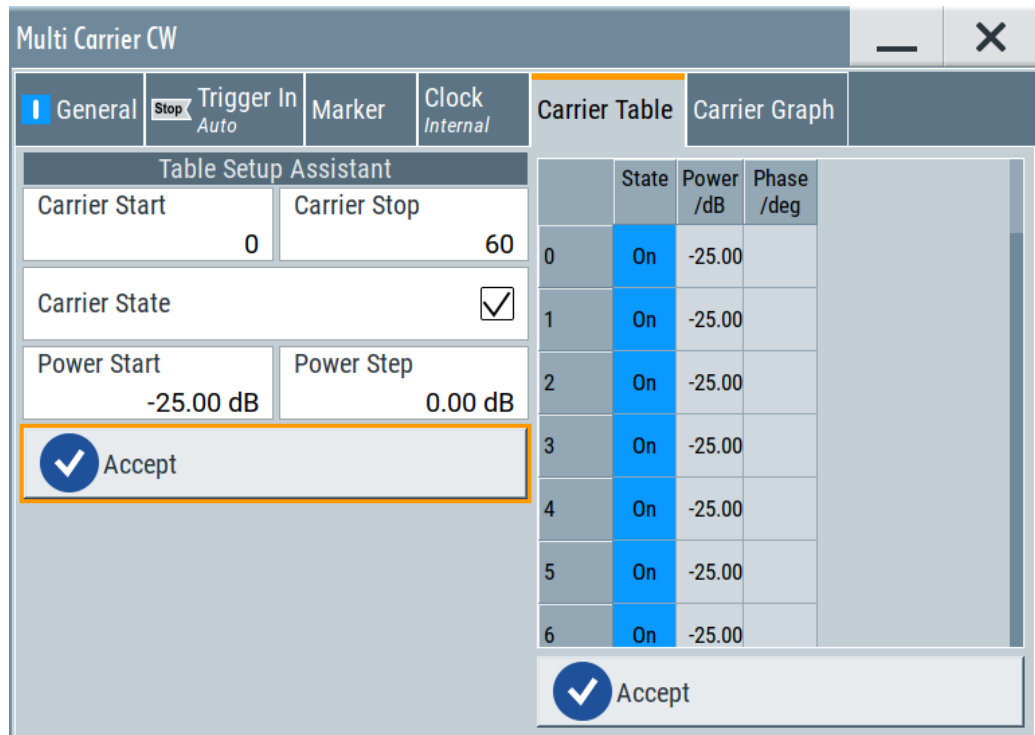 Multi Carrier CW
General
Stop
Trigger In
Auto
Marker
Clock
Internal
Carrier Table
Carrier Graph
Table Setup Assistant
Carrier Start
0
Carrier Stop
60
Carrier State
Power Start
-25.00 dB
Power Step
0.00 dB
Accept
State Power /dB Phase /deg
0 On -25.00
1 On -25.00
2 On -25.00
3 On -25.00
4 On -25.00
5 On -25.00
6 On -25.00
Accept